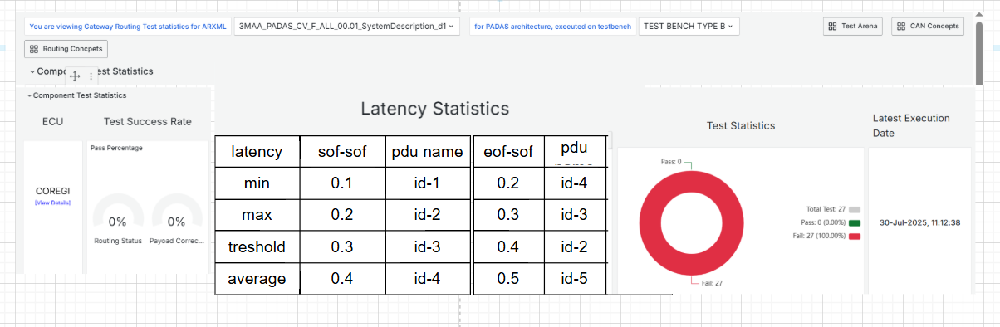 You are viewing Gateway Routing Test statistics for ARXML
3MAA_PADAS_CV_F_ALL_00.01_SystemDescription_d1
for PADAS architecture, executed on testbench
TEST BENCH TYPE B
Test Arena
CAN Concepts
Routing Concpets
Test Statistics
Component Test Statistics
ECU
Test Success Rate
Latency Statistics
Test Statistics
Latest Execution
Date
COREGI
[View Details]
Pass Percentage
0%
Routing Status
0%
Payoad Correc...
latency sof-sof pdu name eof-sof pdu
min 0.1 id-1 0.2 id-4
max 0.2 id-2 0.3 id-3
treshold 0.3 id-3 0.4 id-2
average 0.4 id-4 0.5 id-5
Pass: 0
Fail: 27
Total Test: 27
Pass: 0 (0.00%)
Fail: 27 (100.00%)
30-Jul-2025, 11:12:38